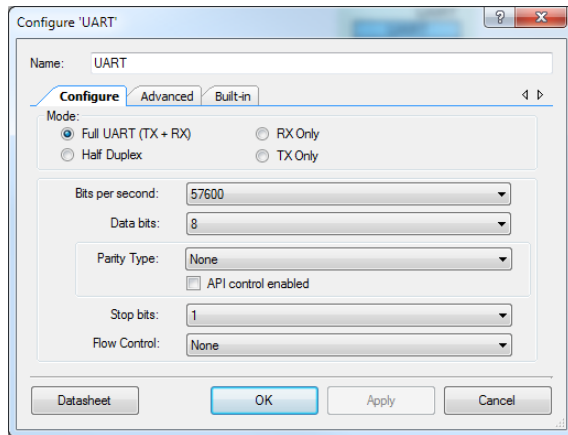 Configure 'UART'
Name: UART
Configure Advanced Built-in
Mode:
Full UART (TX + RX) RX Only
Half Duplex TX Only
Bits per second: 57600
Data bits: 8
Parity Type: None
API control enabled
Stop bits: 1
Flow Control: None
Datasheet OK Apply Cancel